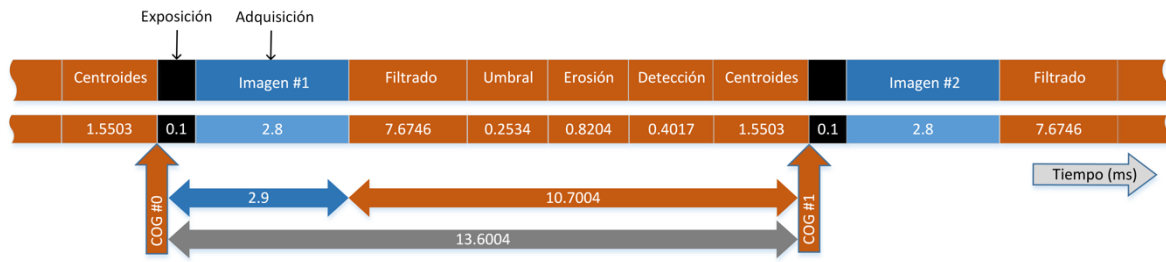 Exposición Adquisición
Centroides Imagen #1 Filtrado Umbral Erosión Detección Centroides Imagen #2 Filtrado
1.5503 0.1 2.8 7.6746 0.2534 0.8204 0.4017 1.5503 0.1 2.8 7.6746
Tiempo (ms)
COG #0
2.9 10.7004
COG #1
13.6004